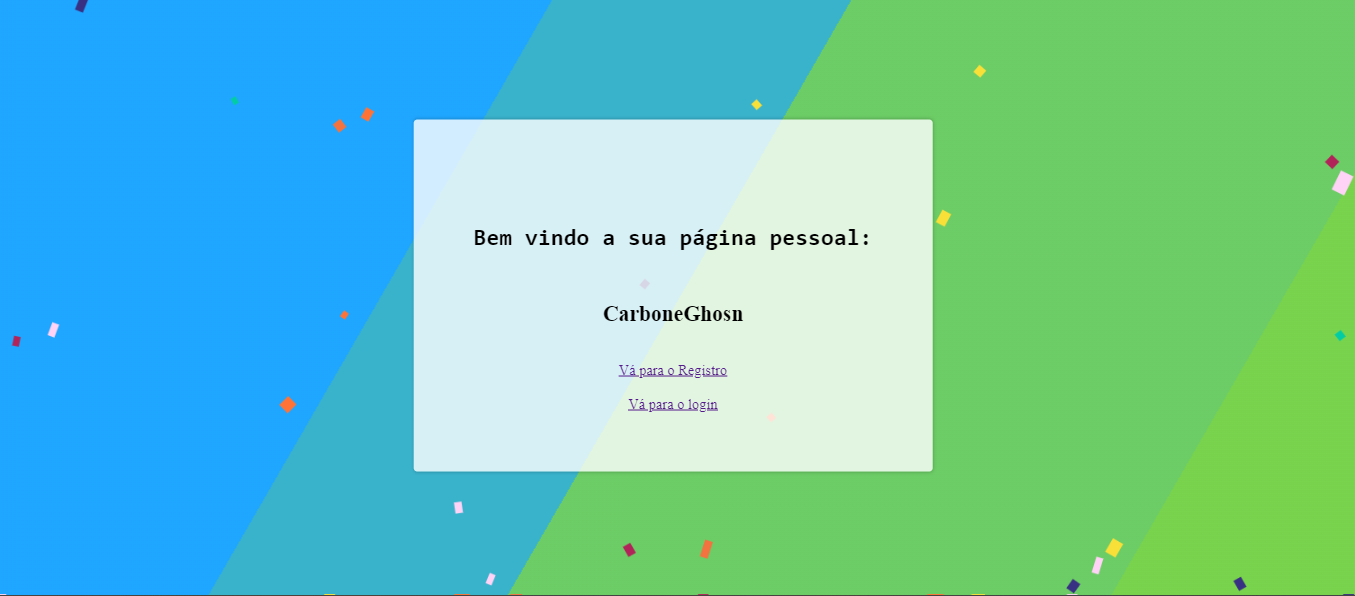 Bem vindo a sua página pessoal:
CarboneGhosn
Vá para o Registro
Vá para o login